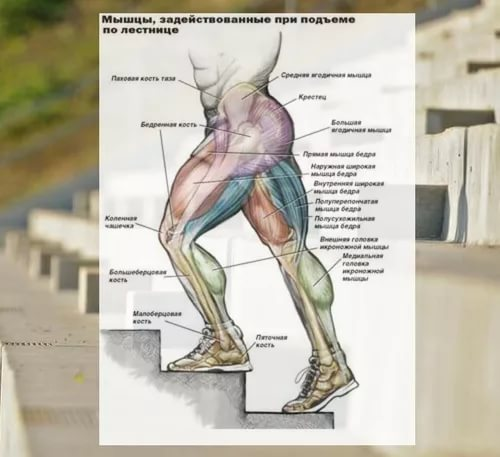 Мышцы, задействованные при подъеме
по лестнице
Паховая кость таза
Средняя ягодичная мышца
Крестец
Бедренная кость
Большая
ягодичная мышца
Прямая мышца бедра
Наружная широкая
мышца бедра
Внутренняя широкая
мышца бедра
Полуперепончатая
мышца бедра
Полусухожильная
мышца бедра
Коленная
чашечка
Внешняя головка
икроножной мышцы
Медиальная
головка
икроножной
мышцы
Большеберцовая
кость
Малоберцовая
кость
Пяточная
кость